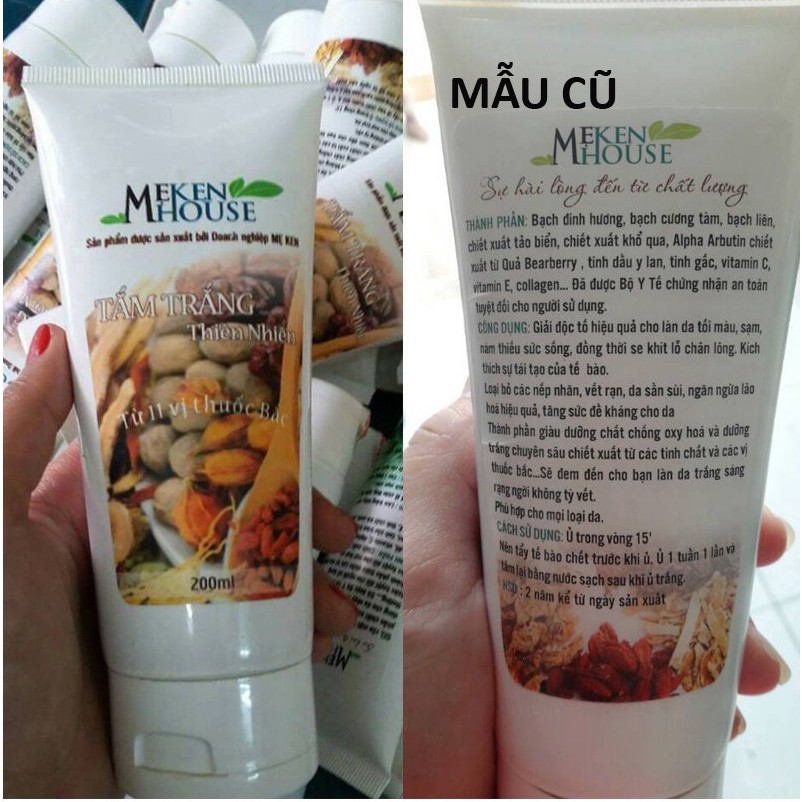 MẸKEN
HOUSE
Sản phẩm được sản xuất bởi Doach nghiệp MẸ KEN
TẮM TRẮNG
Thiên Nhiên
Từ 11 vị thuốc Bắc
200ml
TẮM TRẮNG
MẪU CŨ
MẸKEN
HOUSE
Sự hài lòng đến từ chất lượng
THÀNH PHẦN: Bạch đinh hương, bạch cương tàm, bạch liên,
chiết xuất tảo biển, chiết xuất khổ qua, Alpha Arbutin chiết
xuất từ Quả Bearberry , tinh dầu y lan, tinh gấc, vitamin C,
vitamin E, collagen... Đã được Bộ Y Tế chứng nhận an toàn
tuyệt đối cho người sử dụng.
CÔNG DỤNG: Giải độc tố hiệu quả cho làn da tối màu, sạm,
nám thiếu sức sống, đồng thời se khít lỗ chân lông. Kích
thích sự tái tạo của tế bào.
Loại bỏ các nếp nhăn, vết rạn, da sần sùi, ngăn ngừa lão
hoá hiệu quả, tăng sức đề kháng cho da
Thành phần giàu dưỡng chất chống oxy hoá và dưỡng
trắng chuyên sâu chiết xuất từ các tinh chất và các vị
thuốc bắc...Sẽ đem đến cho bạn làn da trắng sáng
rạng ngời không tỳ vết.
Phù hợp cho mọi loại da.
CÁCH SỬ DỤNG: Ủ trong vòng 15'
Nên tẩy tế bào chết trước khi ủ. Ủ 1 tuần 1 lần và
tắm lại bằng nước sạch sau khi ủ trắng.
HSD : 2 năm kể từ ngày sản xuất